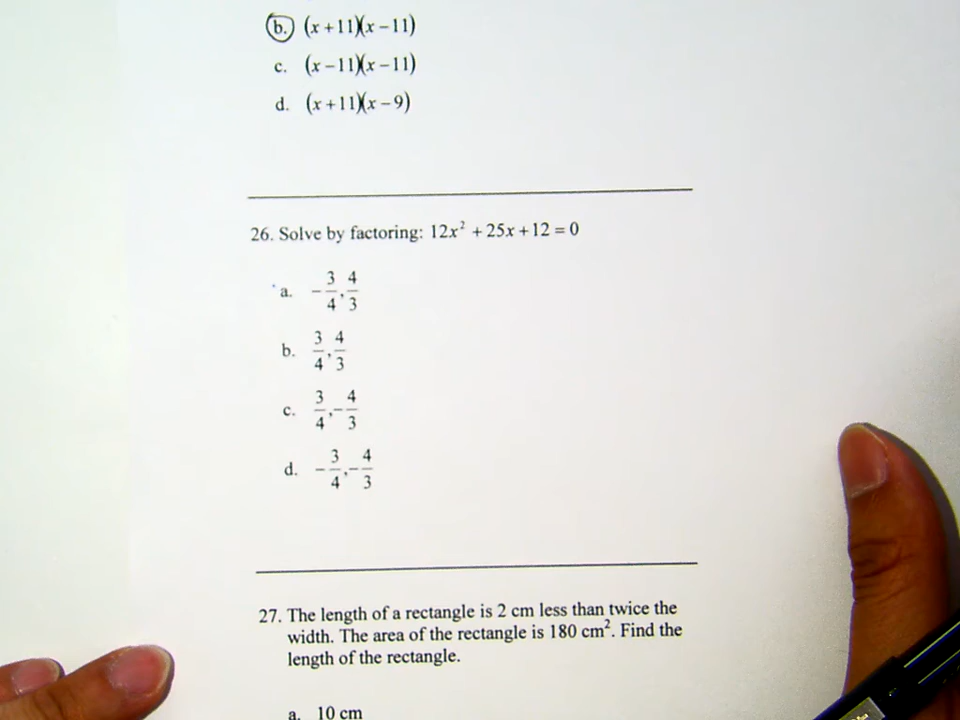 b. (x+11)(x−11)
c. (x−11)(x−11)
d. (x+11)(x−9)
26. Solve by factoring: 12x² + 25x + 12 = 0
a. −3/4, 4/3
b. 3/4, 4/3
c. 3/4, −4/3
d. −3/4, −4/3
27. The length of a rectangle is 2 cm less than twice the
width. The area of the rectangle is 180 cm². Find the
length of the rectangle.
a. 10 cm